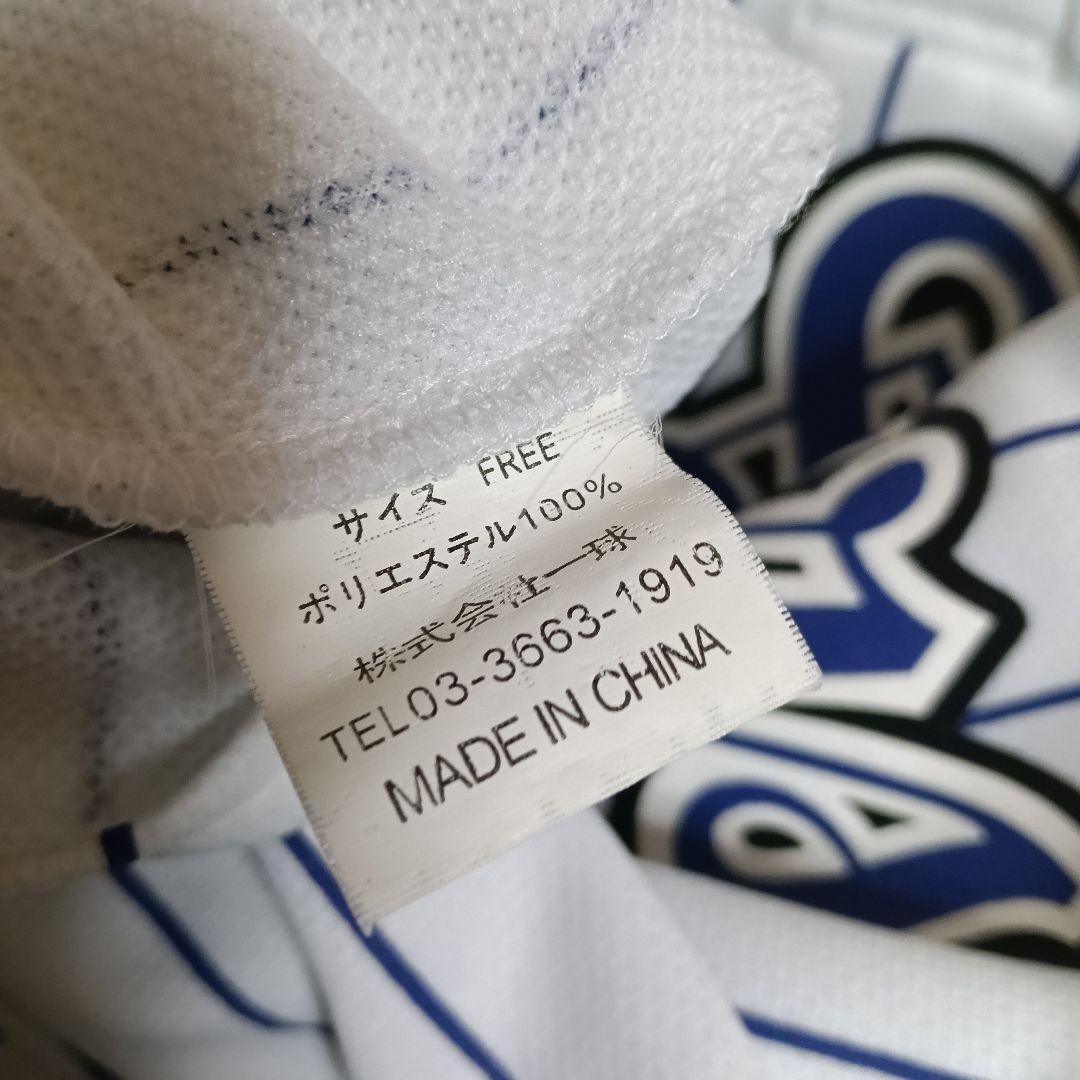 サイズ FREE
ポリエステル100%
株式会社一球
TEL03-3663-1919
MADE IN CHINA